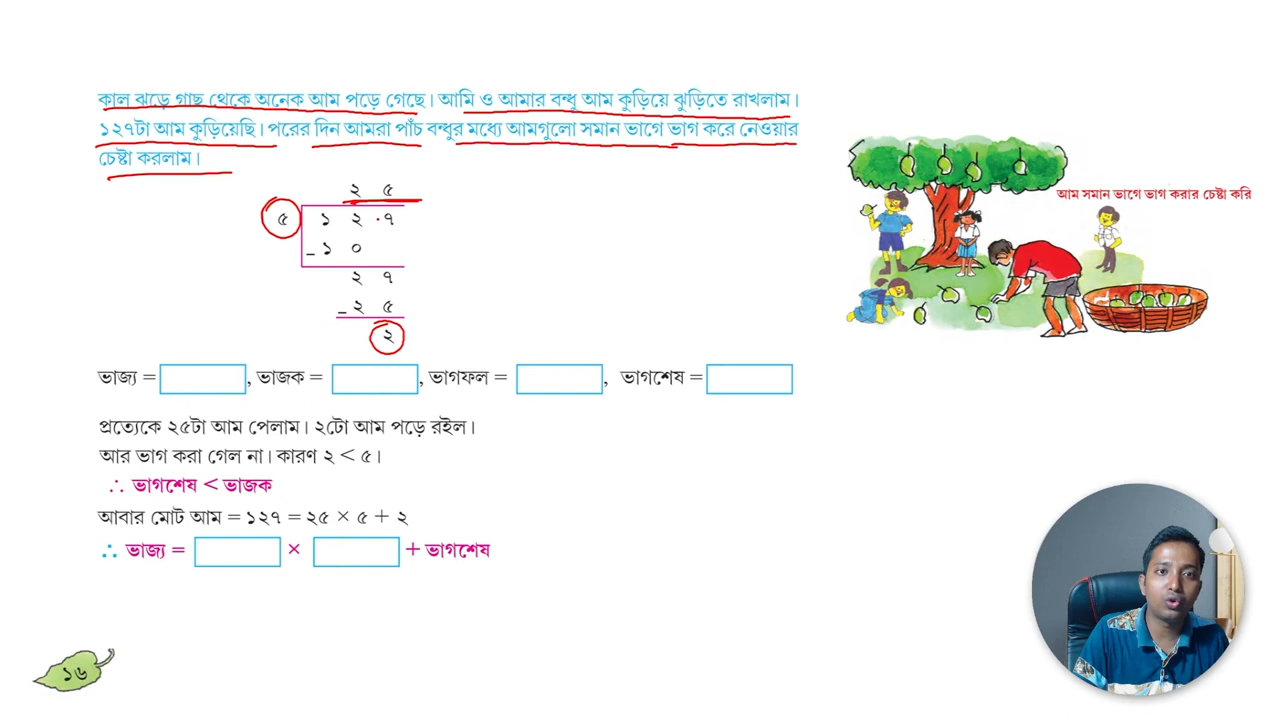 কাল ঝড়ে গাছ থেকে অনেক আম পড়ে গেছে। আমি ও আমার বন্ধু আম কুড়িয়ে ঝুড়িতে রাখলাম।
১২৭টা আম কুড়িয়েছি। পরের দিন আমরা পাঁচ বন্ধুর মধ্যে আমগুলো সমান ভাগে ভাগ করে নেওয়ার
চেষ্টা করলাম।
আম সমান ভাগে ভাগ করার চেষ্টা করি
২ ৫
৫ ১ ২ ৭
– ১ ০
২ ৭
– ২ ৫
২
ভাজ্য = , ভাজক = , ভাগফল = , ভাগশেষ =
প্রত্যেকে ২৫টা আম পেলাম। ২টো আম পড়ে রইল।
আর ভাগ করা গেল না। কারণ ২ < ৫।
∴ ভাগশেষ < ভাজক
আবার মোট আম = ১২৭ = ২৫ × ৫ + ২
∴ ভাজ্য = × + ভাগশেষ
১৬